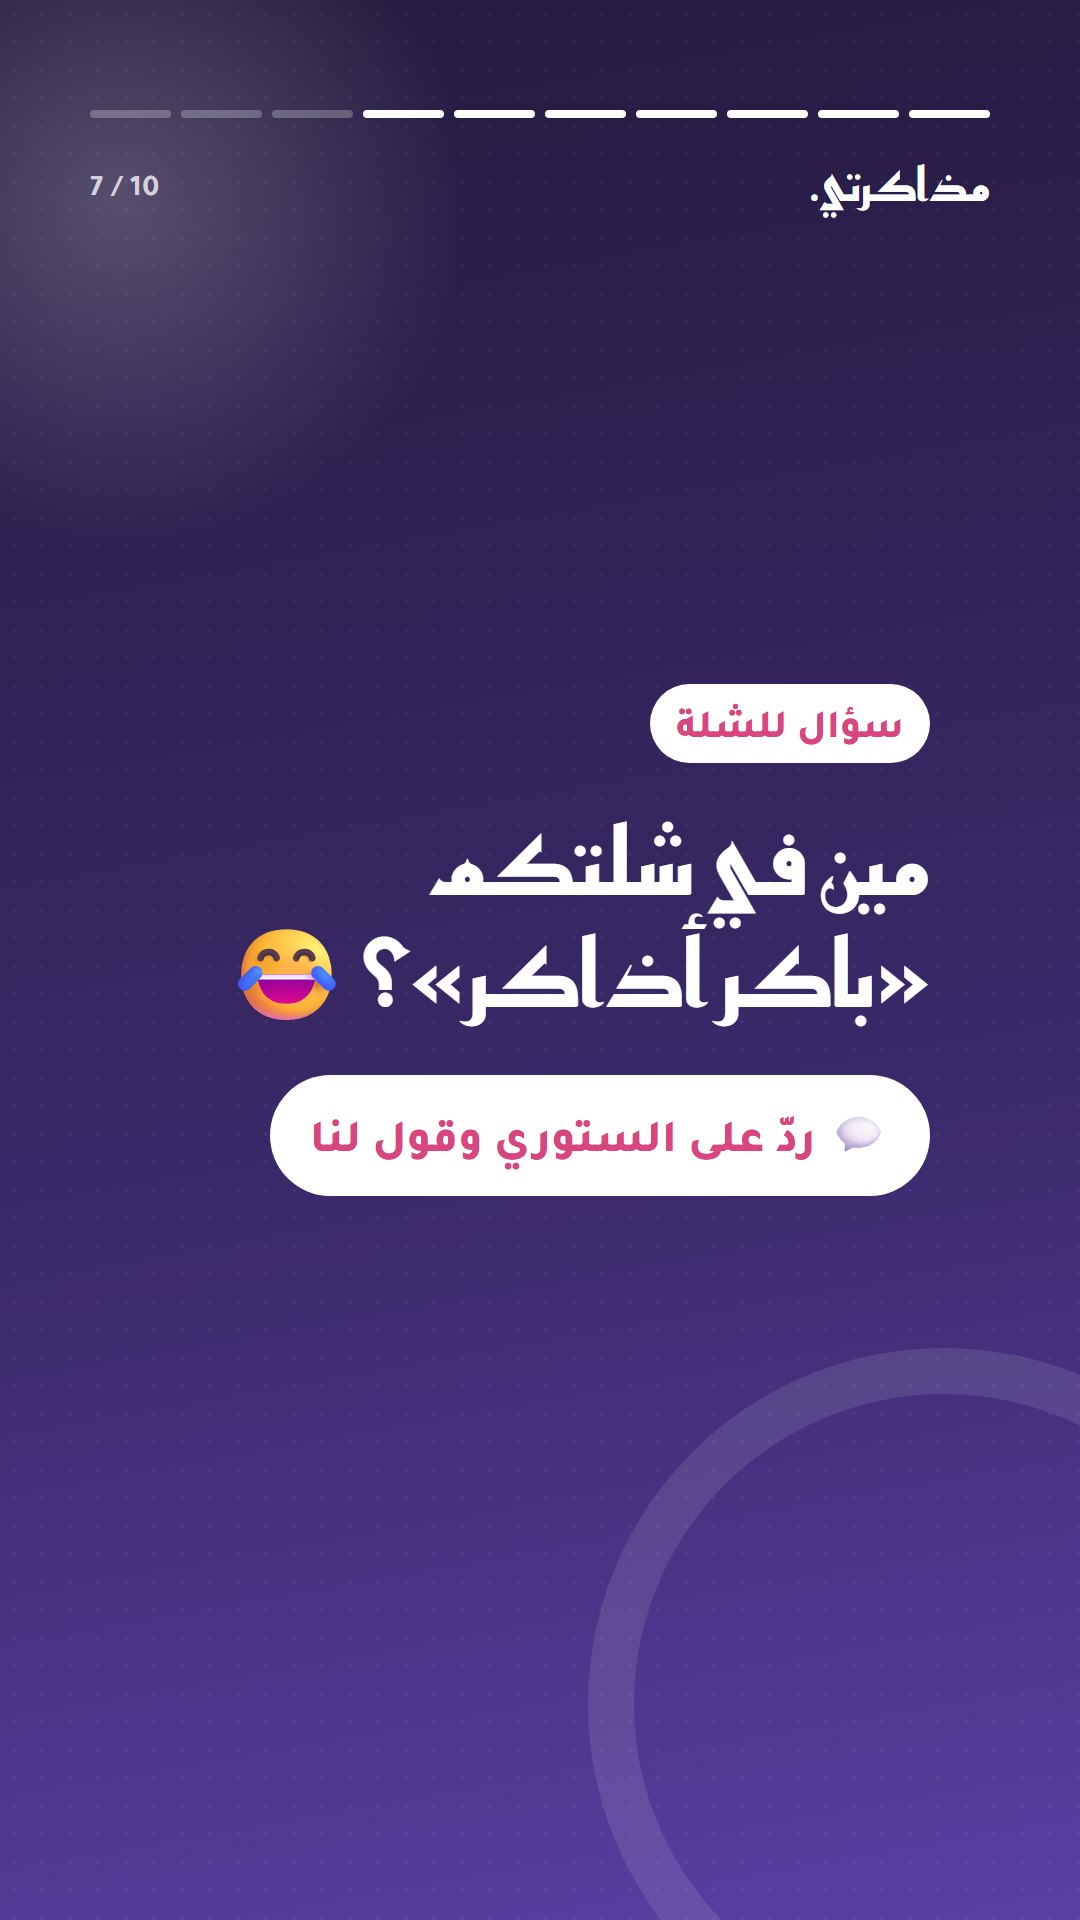 مذاكرتي.
7 / 10
سؤال للشلة
مين في شلتكم
«باكر أذاكر»؟ 😂
💬 ردّ على الستوري وقول لنا